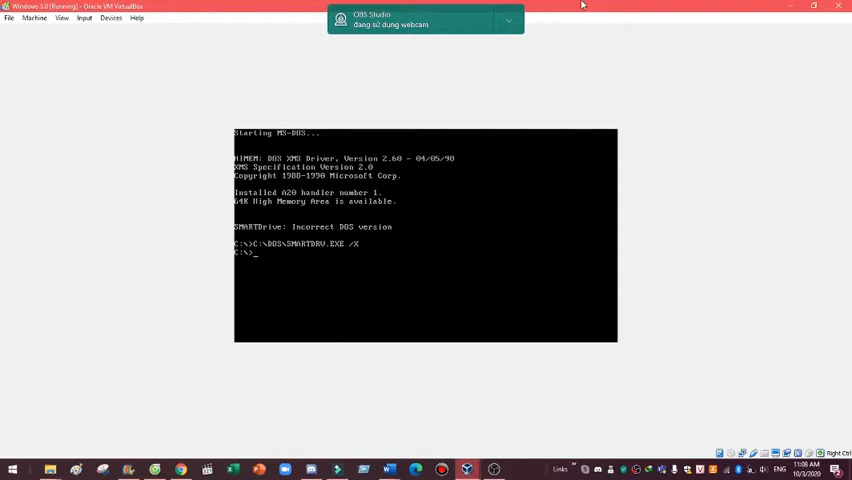 Windows 3.0 [Running] - Oracle VM VirtualBox
File Machine View Input Devices Help
OBS Studio
đang sử dụng webcam
Starting MS-DOS...
HIMEM: DOS XMS Driver, Version 2.60 - 04/05/90
XMS Specification Version 2.0
Copyright 1988-1990 Microsoft Corp.
Installed A20 handler number 1.
64K High Memory Area is available.
SMARTDrive: Incorrect DOS version
C:\>C:\DOS\SMARTDRV.EXE /X
C:\>_
Right Ctrl
Links
ENG
11:08 AM
10/3/2020
2